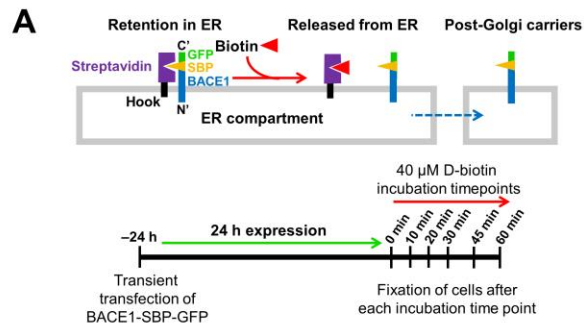 A
Retention in ER
Released from ER
Post-Golgi carriers
C'
GFP
Biotin
Streptavidin
SBP
BACE1
Hook
N'
ER compartment
40 µM D-biotin
incubation timepoints
–24 h
24 h expression
0 min
10 min
20 min
30 min
45 min
60 min
Transient
transfection of
BACE1-SBP-GFP
Fixation of cells after
each incubation time point